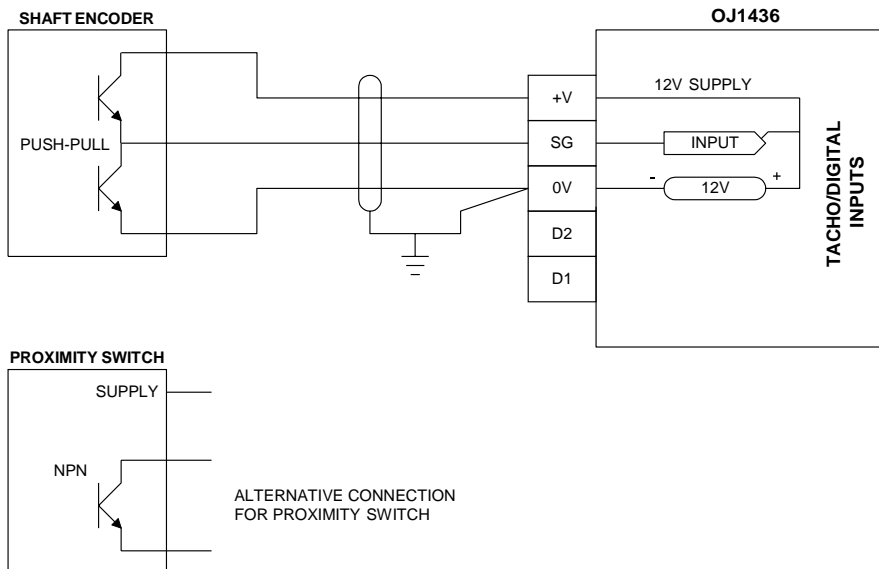 SHAFT ENCODER
OJ1436
PUSH-PULL
+V
SG
0V
D2
D1
12V SUPPLY
INPUT
- 12V +
TACHO/DIGITAL
INPUTS
PROXIMITY SWITCH
SUPPLY
NPN
ALTERNATIVE CONNECTION
FOR PROXIMITY SWITCH